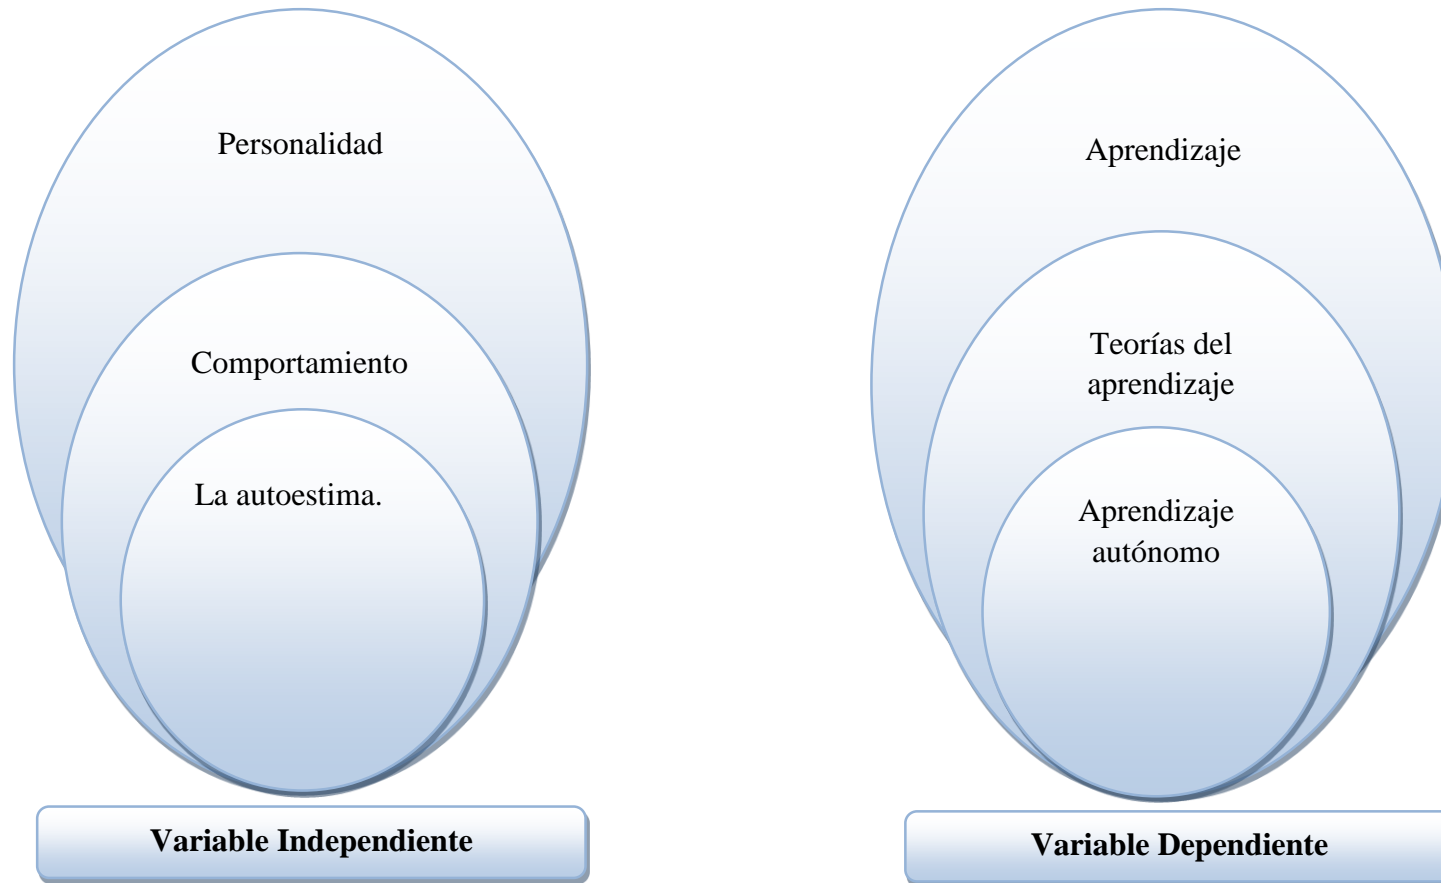 Personalidad
Comportamiento
La autoestima.
Variable Independiente
Aprendizaje
Teorías del
aprendizaje
Aprendizaje
autónomo
Variable Dependiente